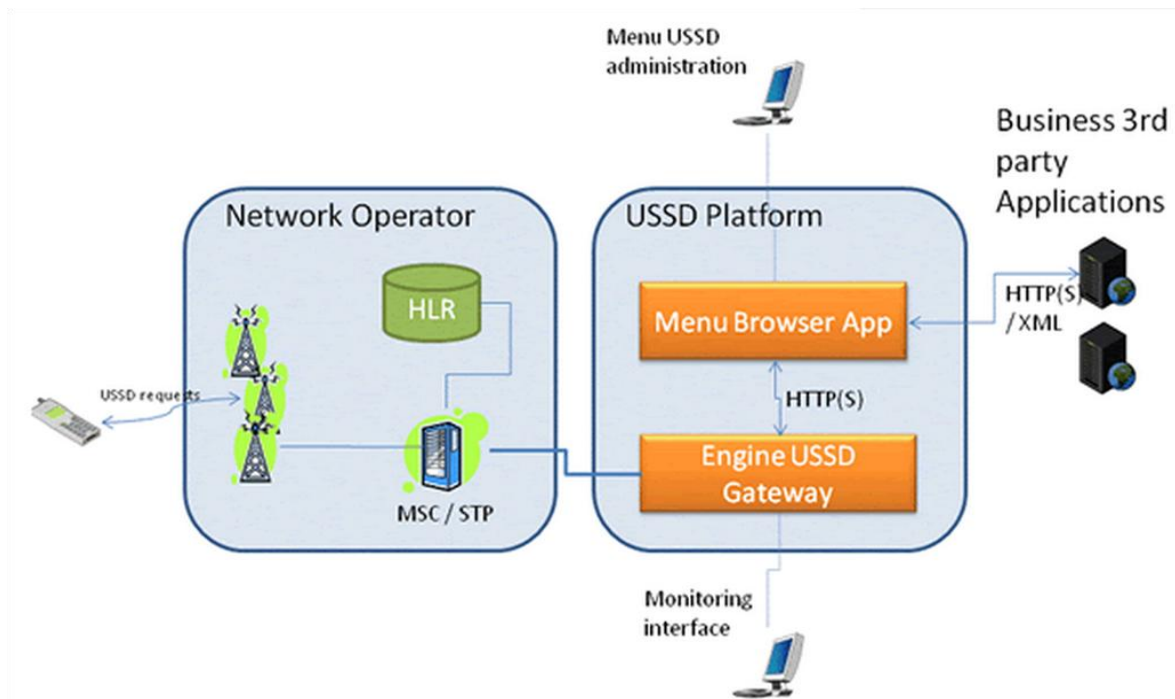 Menu USSD
administration
Business 3rd
party
Applications
Network Operator
USSD Platform
HLR
Menu Browser App
HTTP(S)
/ XML
USSD requests
HTTP(S)
Engine USSD
Gateway
MSC / STP
Monitoring
interface